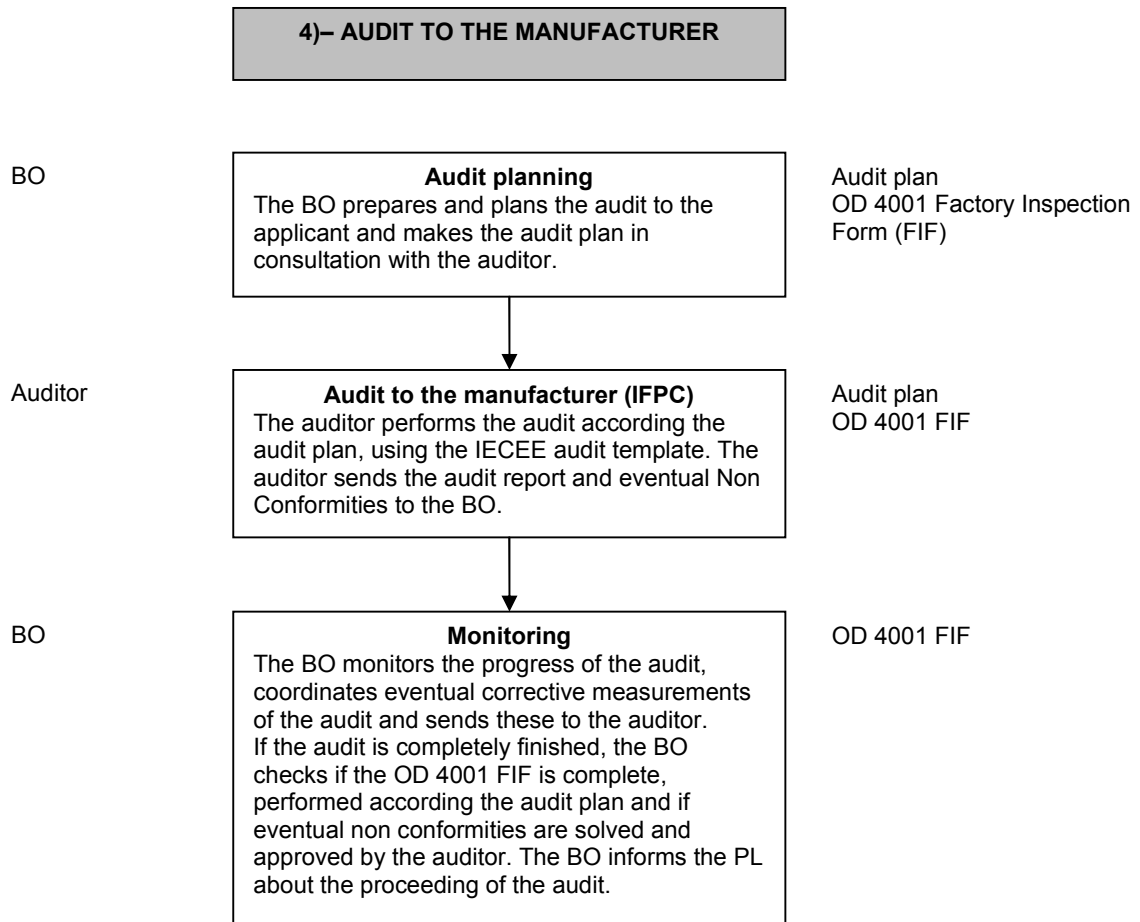 4)– AUDIT TO THE MANUFACTURER
BO
Audit planning
The BO prepares and plans the audit to the
applicant and makes the audit plan in
consultation with the auditor.
Audit plan
OD 4001 Factory Inspection
Form (FIF)
Auditor
Audit to the manufacturer (IFPC)
The auditor performs the audit according the
audit plan, using the IECEE audit template. The
auditor sends the audit report and eventual Non
Conformities to the BO.
Audit plan
OD 4001 FIF
BO
Monitoring
The BO monitors the progress of the audit,
coordinates eventual corrective measurements
of the audit and sends these to the auditor.
If the audit is completely finished, the BO
checks if the OD 4001 FIF is complete,
performed according the audit plan and if
eventual non conformities are solved and
approved by the auditor. The BO informs the PL
about the proceeding of the audit.
OD 4001 FIF